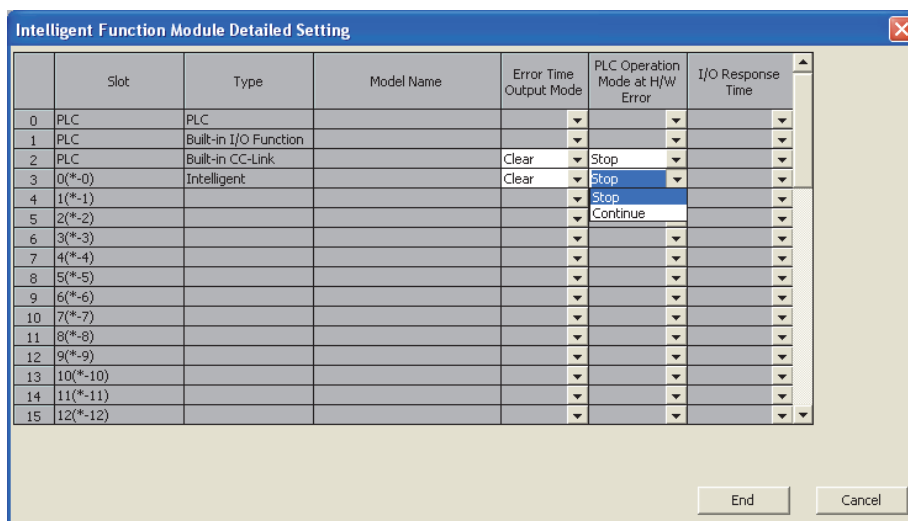 Intelligent Function Module Detailed Setting
Slot Type Model Name Error Time Output Mode PLC Operation Mode at H/W Error I/O Response Time
0 PLC PLC
1 PLC Built-in I/O Function
2 PLC Built-in CC-Link Clear Stop
3 0(*-0) Intelligent Clear Stop
4 1(*-1) Stop
5 2(*-2) Continue
6 3(*-3)
7 4(*-4)
8 5(*-5)
9 6(*-6)
10 7(*-7)
11 8(*-8)
12 9(*-9)
13 10(*-10)
14 11(*-11)
15 12(*-12)
End Cancel